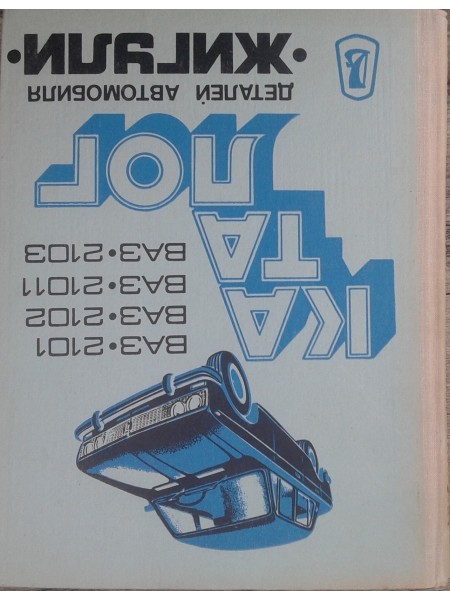 ВАЗ•2101
ВАЗ•2102
ВАЗ•21011
ВАЗ•2103
КА
ТА
ЛОГ
ДЕТАЛЕЙ АВТОМОБИЛЯ
•ЖИГУЛИ•